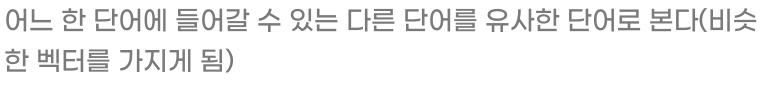 어느 한 단어에 들어갈 수 있는 다른 단어를 유사한 단어로 본다(비슷
한 벡터를 가지게 됨)